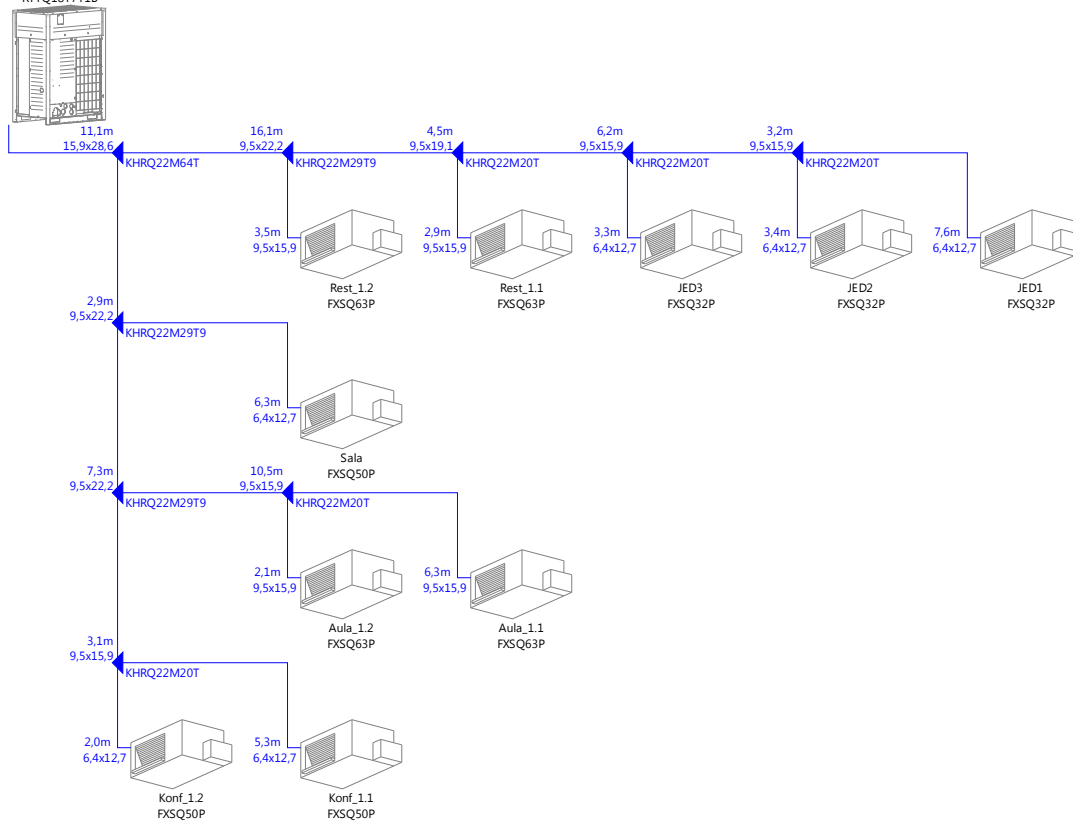 11,1m
15,9x28,6
KHRQ22M64T
16,1m
9,5x22,2
KHRQ22M29T9
4,5m
9,5x19,1
KHRQ22M20T
6,2m
9,5x15,9
KHRQ22M20T
3,2m
9,5x15,9
KHRQ22M20T
3,5m
9,5x15,9
Rest_1.2
FXSQ63P
2,9m
9,5x15,9
Rest_1.1
FXSQ63P
3,3m
6,4x12,7
JED3
FXSQ32P
3,4m
6,4x12,7
JED2
FXSQ32P
7,6m
6,4x12,7
JED1
FXSQ32P
2,9m
9,5x22,2
KHRQ22M29T9
6,3m
6,4x12,7
Sala
FXSQ50P
7,3m
9,5x22,2
KHRQ22M29T9
10,5m
9,5x15,9
KHRQ22M20T
2,1m
9,5x15,9
Aula_1.2
FXSQ63P
6,3m
9,5x15,9
Aula_1.1
FXSQ63P
3,1m
9,5x15,9
KHRQ22M20T
2,0m
6,4x12,7
Konf_1.2
FXSQ50P
5,3m
6,4x12,7
Konf_1.1
FXSQ50P